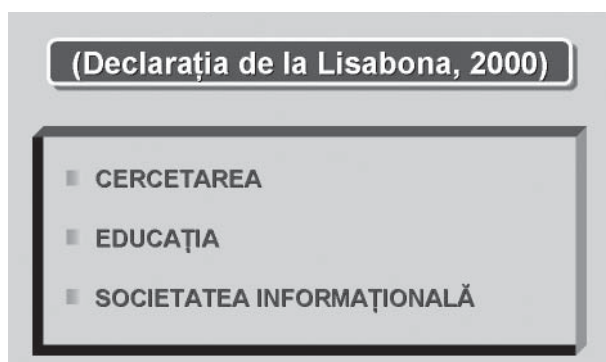 (Declarația de la Lisabona, 2000)
CERCETAREA
EDUCAȚIA
SOCIETATEA INFORMAȚIONALĂ